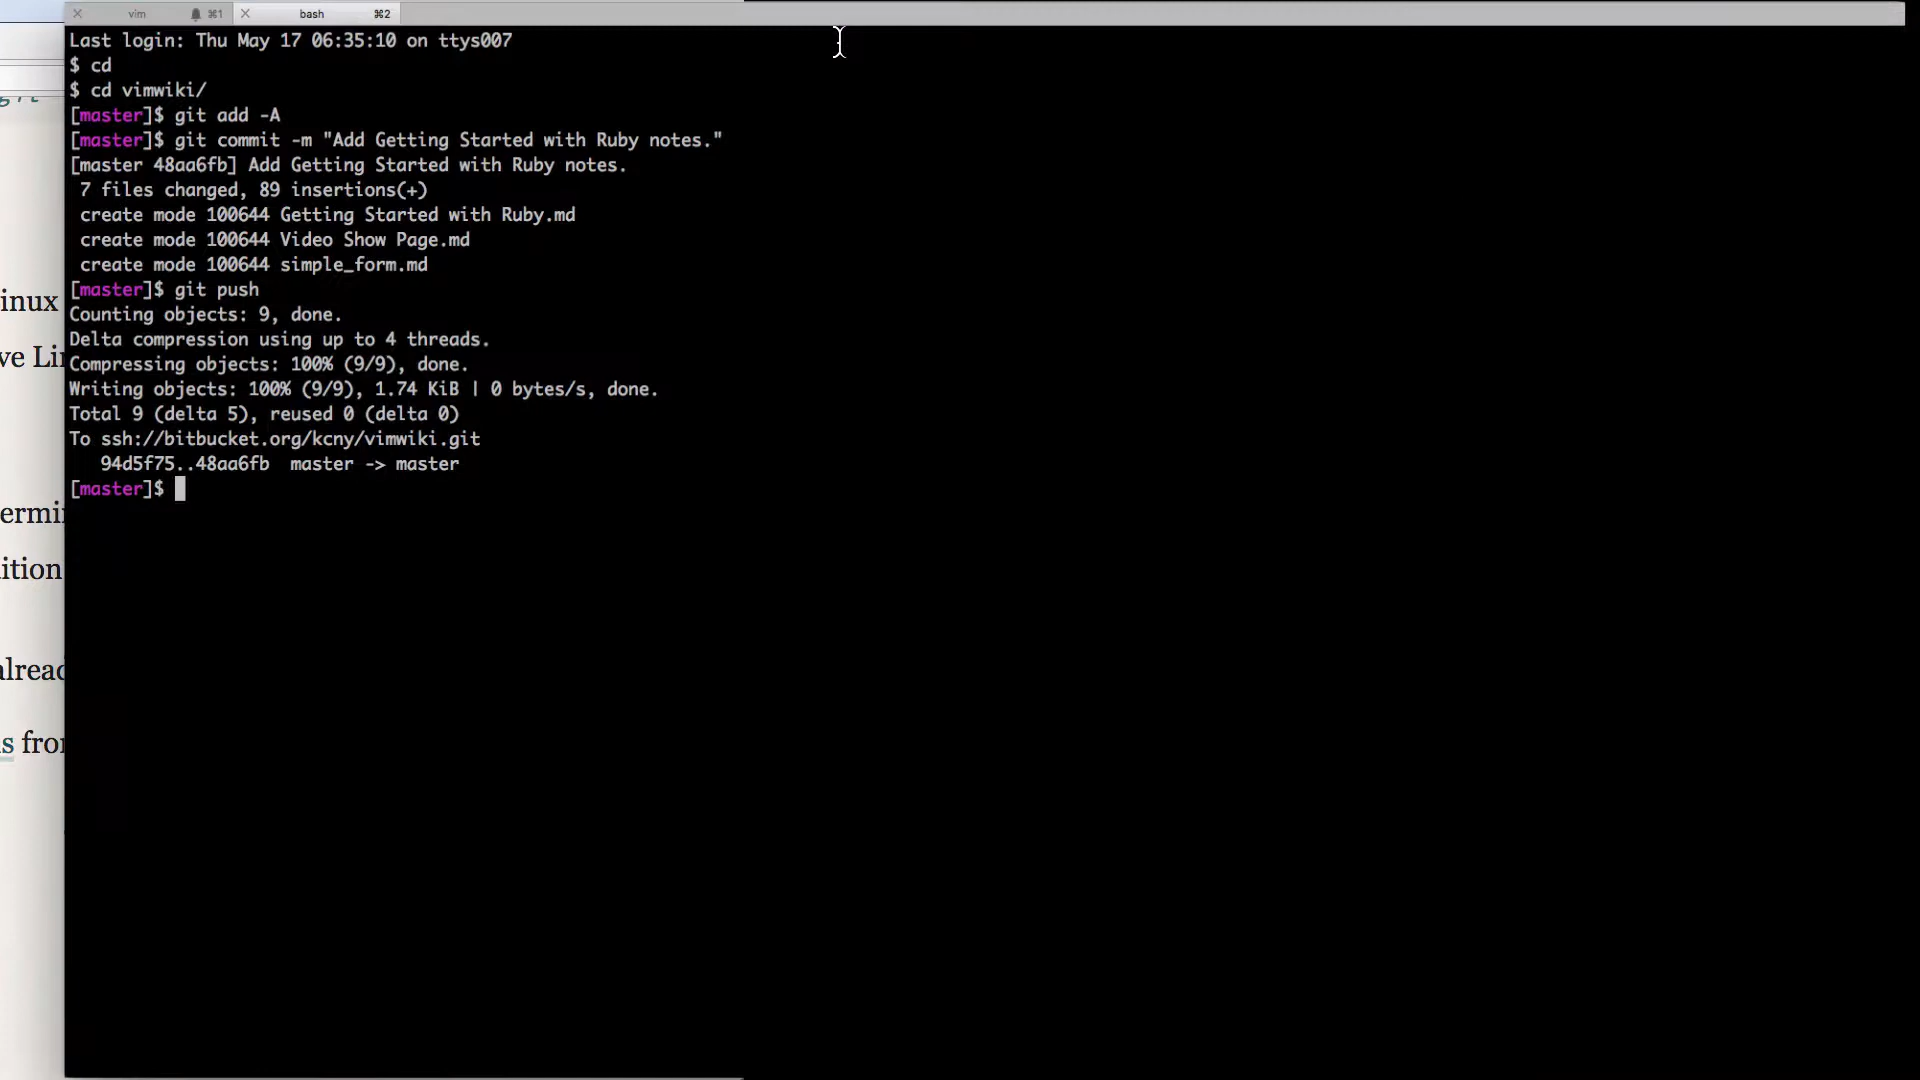 vim ⌘1 bash ⌘2
Last login: Thu May 17 06:35:10 on ttys007
$ cd
$ cd vimwiki/
[master]$ git add -A
[master]$ git commit -m "Add Getting Started with Ruby notes."
[master 48aa6fb] Add Getting Started with Ruby notes.
7 files changed, 89 insertions(+)
create mode 100644 Getting Started with Ruby.md
create mode 100644 Video Show Page.md
create mode 100644 simple_form.md
[master]$ git push
Counting objects: 9, done.
Delta compression using up to 4 threads.
Compressing objects: 100% (9/9), done.
Writing objects: 100% (9/9), 1.74 KiB | 0 bytes/s, done.
Total 9 (delta 5), reused 0 (delta 0)
To ssh://bitbucket.org/kcny/vimwiki.git
94d5f75..48aa6fb master -> master
[master]$
inux
ve Li
ermi
ition
alread
s fro